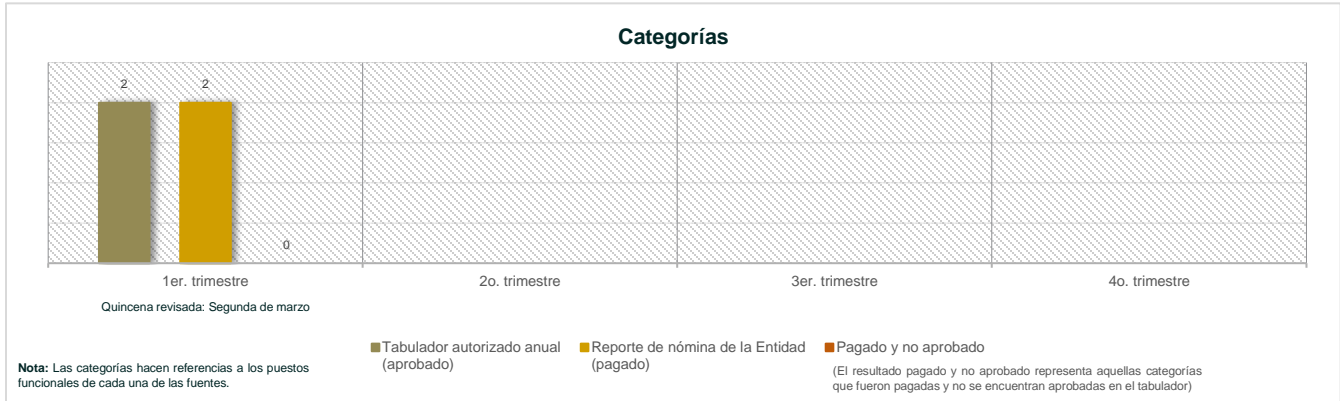 Categorías
2
2
0
1er. trimestre
2o. trimestre
3er. trimestre
4o. trimestre
Quincena revisada: Segunda de marzo
Tabulador autorizado anual
(aprobado)
Reporte de nómina de la Entidad
(pagado)
Pagado y no aprobado
(El resultado pagado y no aprobado representa aquellas categorías
que fueron pagadas y no se encuentran aprobadas en el tabulador)
Nota: Las categorías hacen referencias a los puestos
funcionales de cada una de las fuentes.